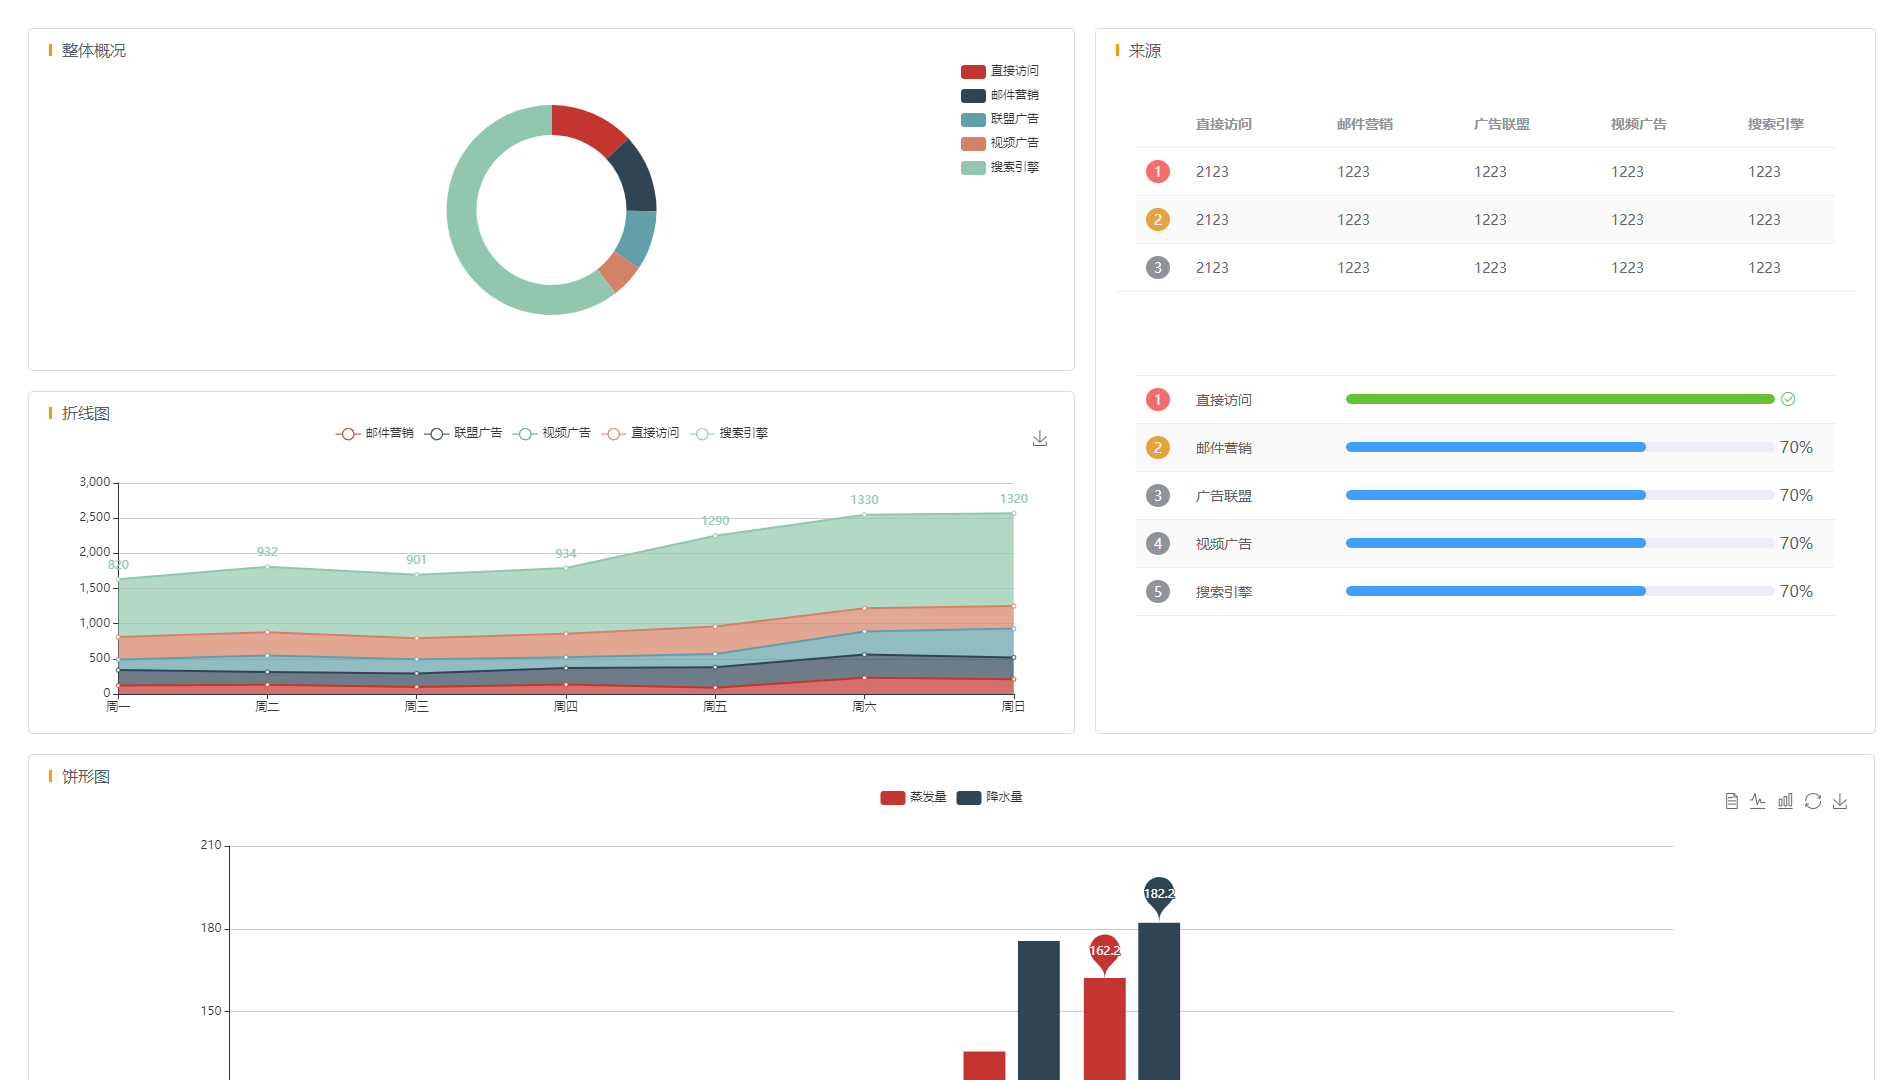 整体概况
直接访问
邮件营销
联盟广告
视频广告
搜索引擎
来源
直接访问 邮件营销 广告联盟 视频广告 搜索引擎
1 2123 1223 1223 1223 1223
2 2123 1223 1223 1223 1223
3 2123 1223 1223 1223 1223
1 直接访问
2 邮件营销 70%
3 广告联盟 70%
4 视频广告 70%
5 搜索引擎 70%
折线图
邮件营销 联盟广告 视频广告 直接访问 搜索引擎
3,000
2,500
2,000
1,500
1,000
500
0
820 932 901 934 1290 1330 1320
周一 周二 周三 周四 周五 周六 周日
饼形图
蒸发量 降水量
210
180
150
162.2
182.2